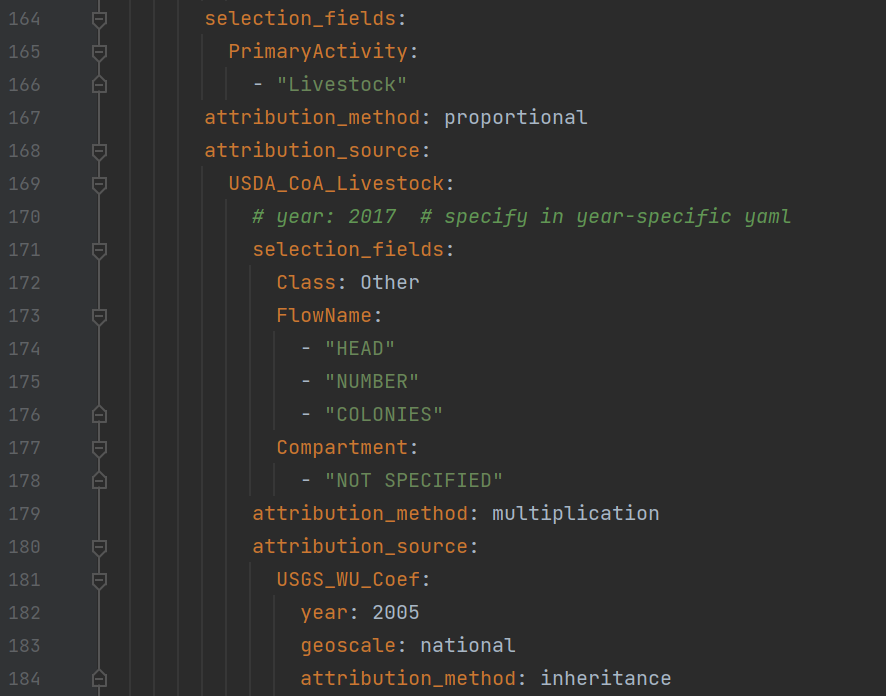 164 selection_fields:
165 PrimaryActivity:
166 - "Livestock"
167 attribution_method: proportional
168 attribution_source:
169 USDA_CoA_Livestock:
170 # year: 2017  # specify in year-specific yaml
171 selection_fields:
172 Class: Other
173 FlowName:
174 - "HEAD"
175 - "NUMBER"
176 - "COLONIES"
177 Compartment:
178 - "NOT SPECIFIED"
179 attribution_method: multiplication
180 attribution_source:
181 USGS_WU_Coef:
182 year: 2005
183 geoscale: national
184 attribution_method: inheritance